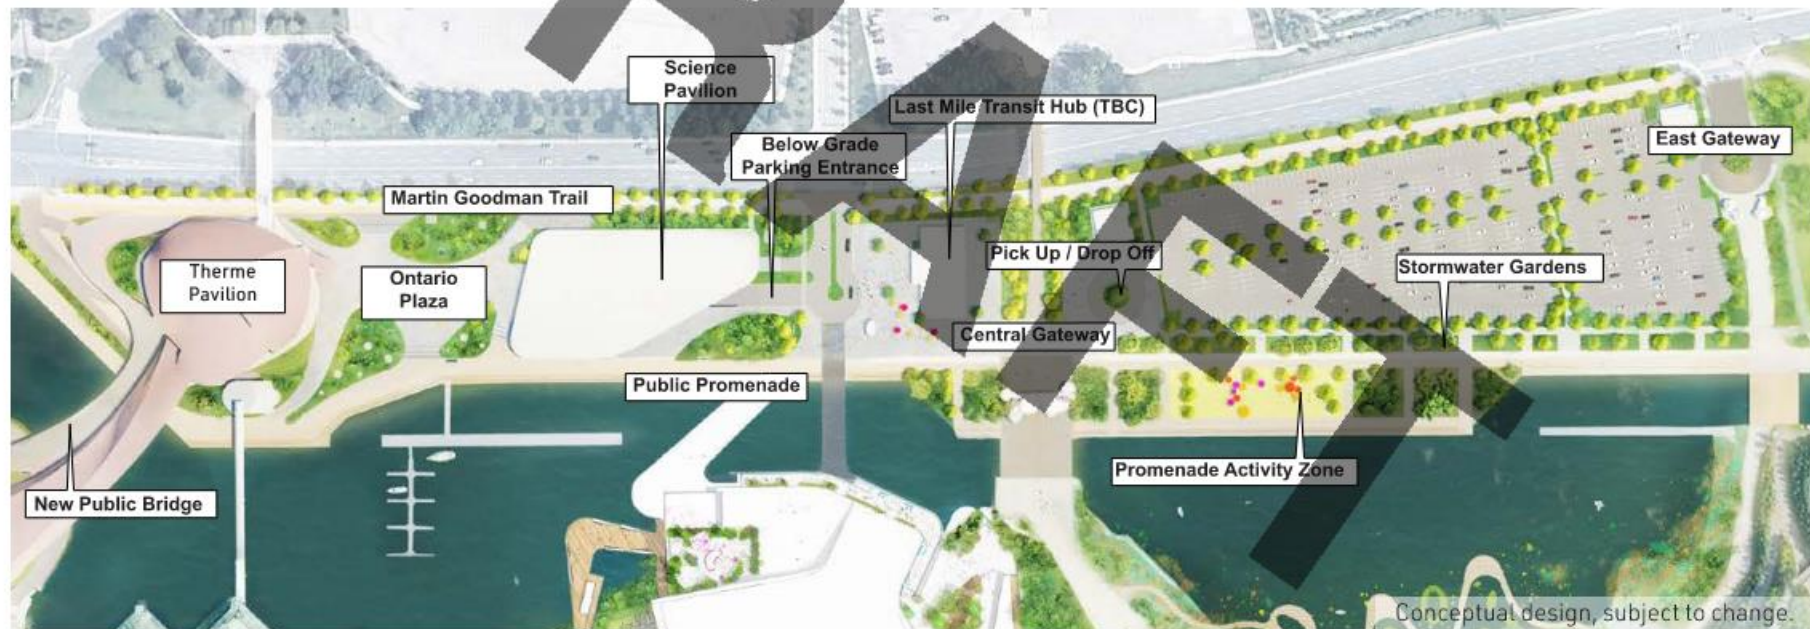 Science
Pavilion
Last Mile Transit Hub (TBC)
Below Grade
Parking Entrance
East Gateway
Martin Goodman Trail
Pick Up / Drop Off
Therme
Pavilion
Ontario
Plaza
Stormwater Gardens
Central Gateway
Public Promenade
Promenade Activity Zone
New Public Bridge
DRAFT
Conceptual design, subject to change.